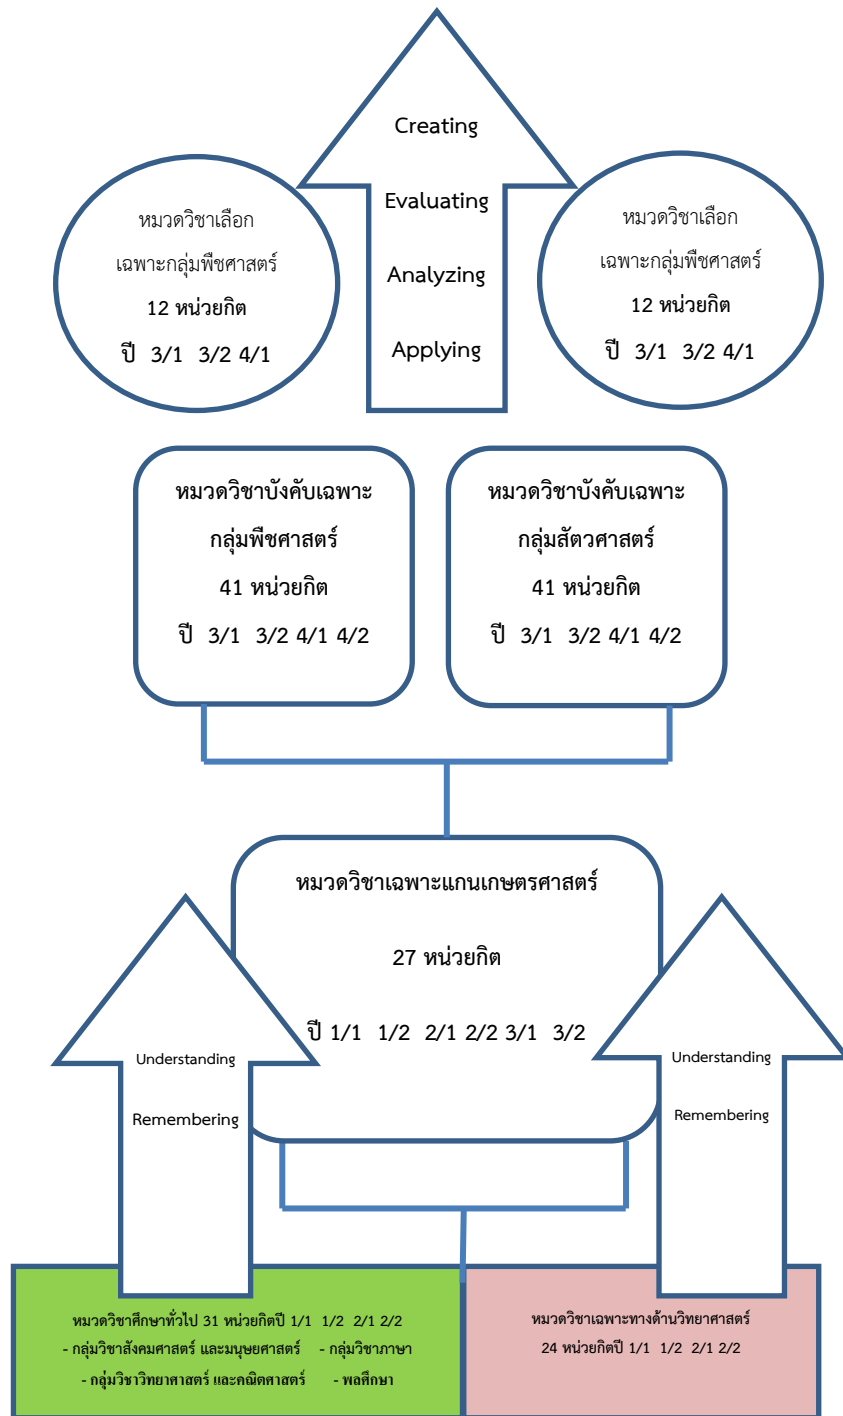 Creating
Evaluating
Analyzing
Applying
หมวดวิชาเลือก
เฉพาะกลุ่มพืชศาสตร์
12 หน่วยกิต
ปี 3/1 3/2 4/1
หมวดวิชาเลือก
เฉพาะกลุ่มพืชศาสตร์
12 หน่วยกิต
ปี 3/1 3/2 4/1
หมวดวิชาบังคับเฉพาะ
กลุ่มพืชศาสตร์
41 หน่วยกิต
ปี 3/1 3/2 4/1 4/2
หมวดวิชาบังคับเฉพาะ
กลุ่มสัตวศาสตร์
41 หน่วยกิต
ปี 3/1 3/2 4/1 4/2
หมวดวิชาเฉพาะแกนเกษตรศาสตร์
27 หน่วยกิต
ปี 1/1 1/2 2/1 2/2 3/1 3/2
Understanding
Remembering
Understanding
Remembering
หมวดวิชาศึกษาทั่วไป 31 หน่วยกิตปี 1/1 1/2 2/1 2/2
- กลุ่มวิชาสังคมศาสตร์ และมนุษยศาสตร์ - กลุ่มวิชาภาษา
- กลุ่มวิชาวิทยาศาสตร์ และคณิตศาสตร์ - พลศึกษา
หมวดวิชาเฉพาะทางด้านวิทยาศาสตร์
24 หน่วยกิตปี 1/1 1/2 2/1 2/2